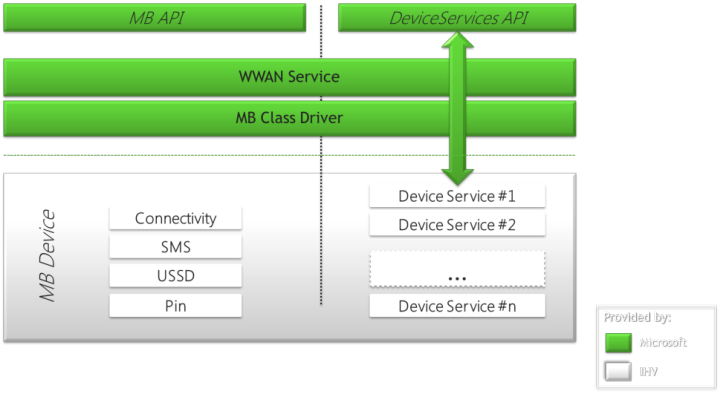 MB API
DeviceServices API
WWAN Service
MB Class Driver
MB Device
Connectivity
SMS
USSD
Pin
Device Service #1
Device Service #2
...
Device Service #n
Provided by:
Microsoft
IHV